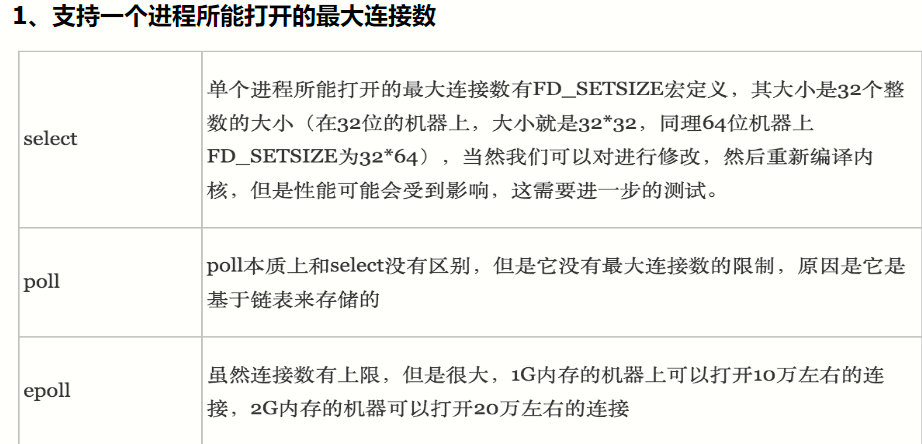 1、支持一个进程所能打开的最大连接数
select
单个进程所能打开的最大连接数有FD_SETSIZE宏定义，其大小是32个整
数的大小（在32位的机器上，大小就是32*32，同理64位机器上
FD_SETSIZE为32*64），当然我们可以对进行修改，然后重新编译内
核，但是性能可能会受到影响，这需要进一步的测试。
poll
poll本质上和select没有区别，但是它没有最大连接数的限制，原因是它是
基于链表来存储的
epoll
虽然连接数有上限，但是很大，1G内存的机器上可以打开10万左右的连
接，2G内存的机器可以打开20万左右的连接